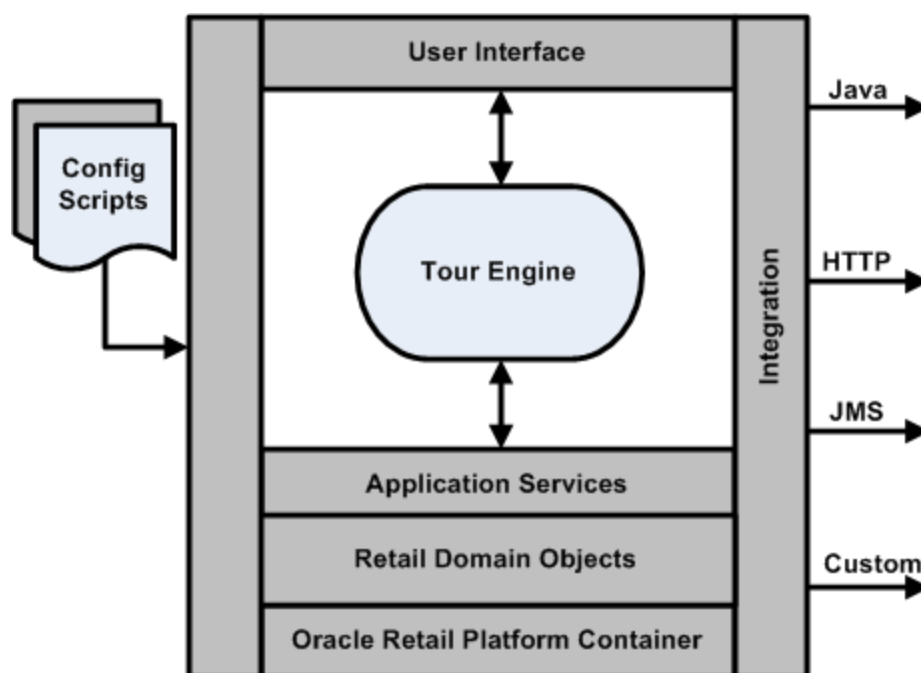 User Interface
Java
Config
Scripts
Tour Engine
HTTP
Integration
JMS
Application Services
Retail Domain Objects
Custom
Oracle Retail Platform Container